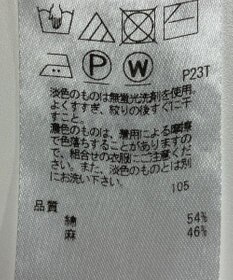 P
W
P23T
淡色のものは無蛍光洗剤を使用。
よくすすぎ、絞りの後すぐに干
すこと。
濃色のものは、着用による摩擦
で色落ちすることがありますの
で、組合せの衣服にご注意くだ
さい。また、淡色のものとは別
にお洗い下さい。
105
品質
綿 54%
麻 46%